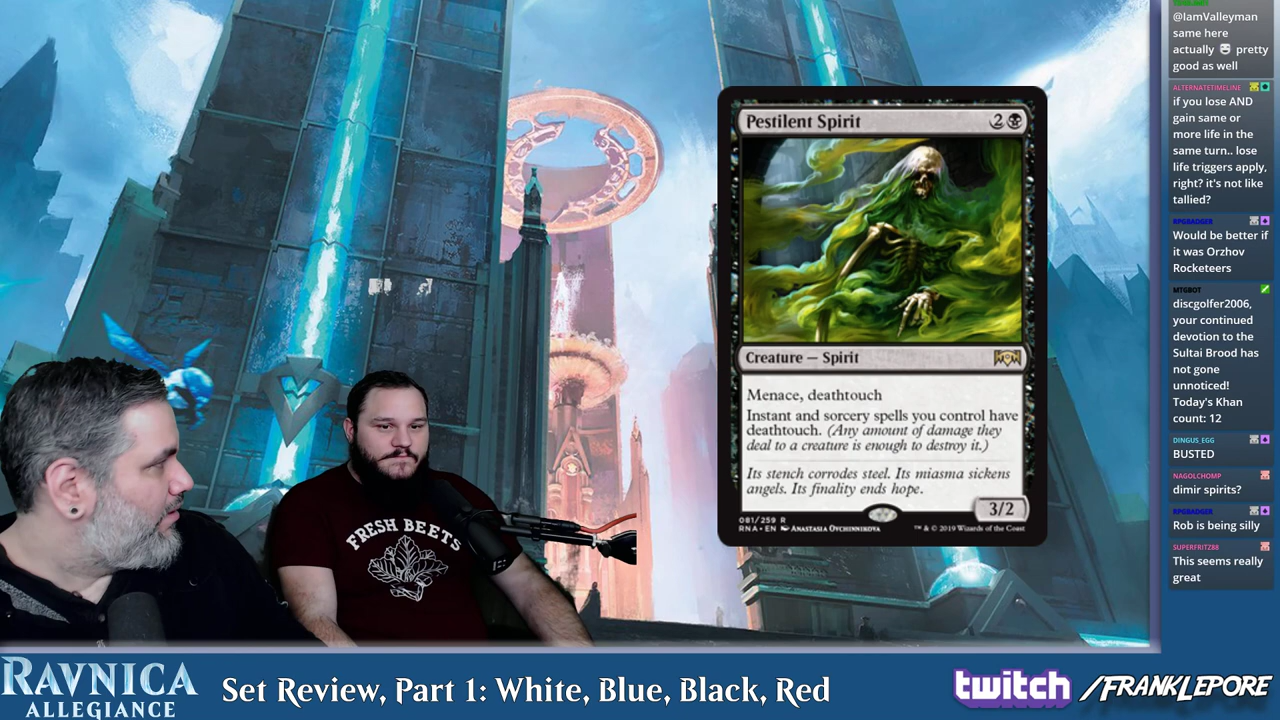 Pestilent Spirit 2
Creature — Spirit
Menace, deathtouch
Instant and sorcery spells you control have
deathtouch. (Any amount of damage they
deal to a creature is enough to destroy it.)
Its stench corrodes steel. Its miasma sickens
angels. Its finality ends hope.
3/2
081/259 R
RNA • EN ANASTASIA OVCHINNIKOVA
™ & © 2019 Wizards of the Coast
FRESH BEETS
@IamValleyman
same here
actually pretty
good as well
ALTERNATETIMELINE
if you lose AND
gain same or
more life in the
same turn.. lose
life triggers apply,
right? it's not like
tallied?
RPGBADGER
Would be better if
it was Orzhov
Rocketeers
MTGBOT
discgolfer2006,
your continued
devotion to the
Sultai Brood has
not gone
unnoticed!
Today's Khan
count: 12
DINGUS_EGG
BUSTED
NAGOLCHOMP
dimir spirits?
RPGBADGER
Rob is being silly
SUPERFRITZ88
This seems really
great
RAVNICA
ALLEGIANCE
Set Review, Part 1: White, Blue, Black, Red
twitch /FRANKLEPORE